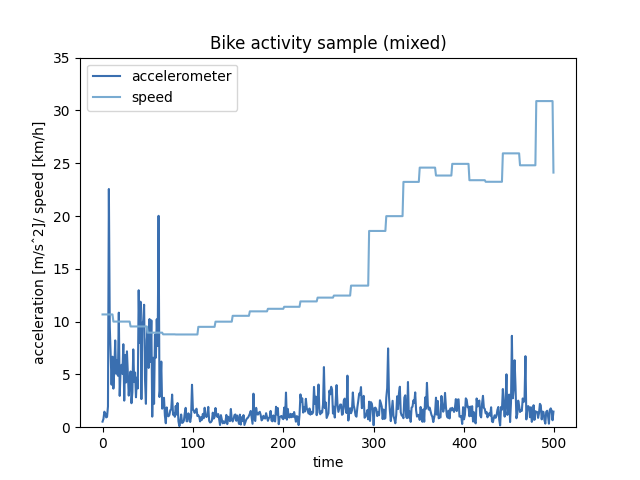 Bike activity sample (mixed)
35
30
25
20
15
10
5
0
acceleration [m/sˆ2]/ speed [km/h]
accelerometer
speed
0 100 200 300 400 500
time